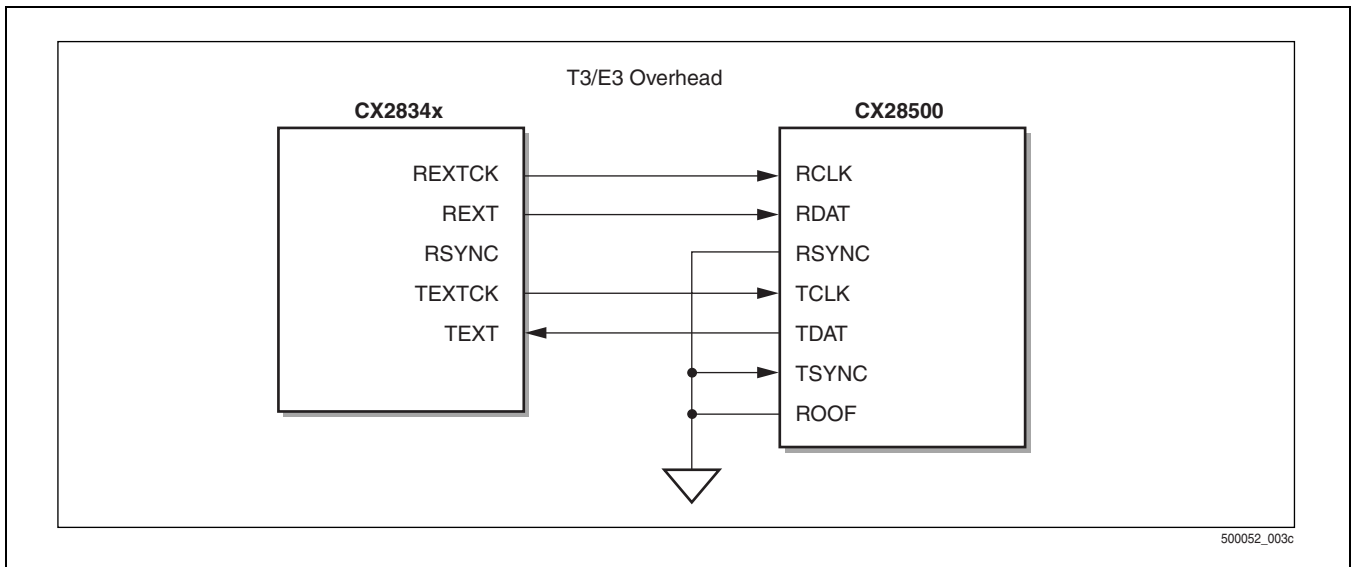 T3/E3 Overhead
CX2834x
CX28500
REXTCK
RCLK
REXT
RDAT
RSYNC
RSYNC
TEXTCK
TCLK
TEXT
TDAT
TSYNC
ROOF
500052_003c